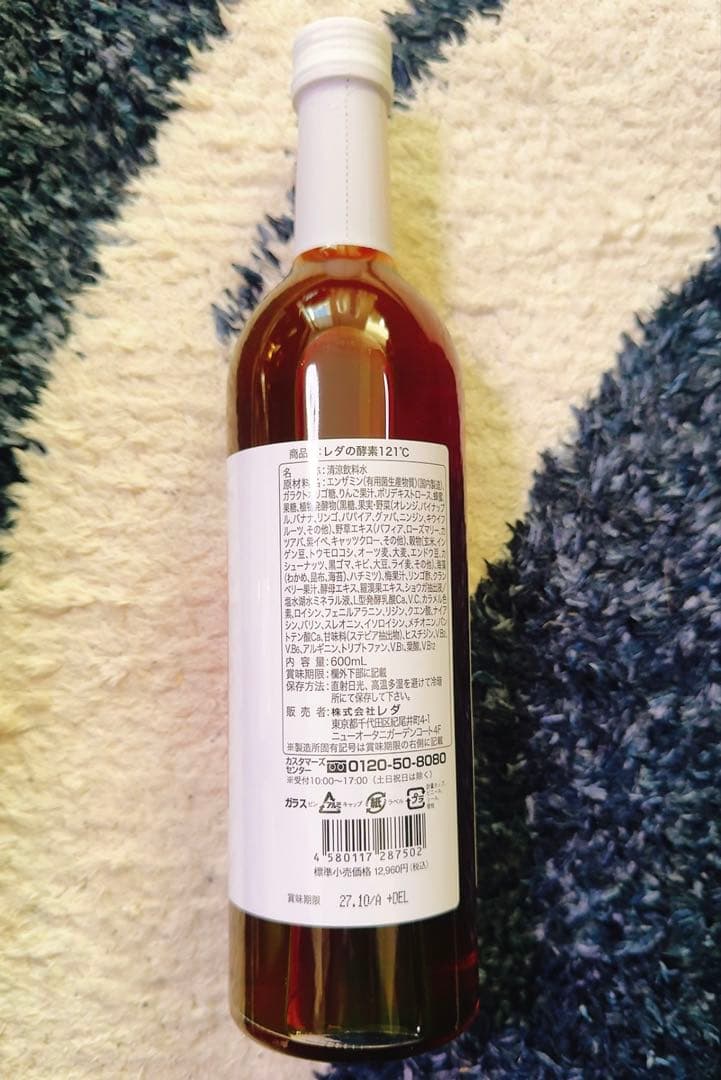 商品 :レダの酵素121℃
名 称:清涼飲料水
原材料名:エンザミン(有用菌生産物質)(国内製造)、
ガラクトオリゴ糖、りんご果汁、ポリデキストロース、蜂蜜、
果糖、植物発酵物(黒糖、果実・野菜(オレンジ、パイナップ
ル、バナナ、リンゴ、パパイア、グァバ、ニンジン、キウイフ
ルーツ、その他)、野草エキス(パフィア、ローズマリー、カ
ツアバ、紫イペ、キャッツクロー、その他)、穀物(玄米、イン
ゲン豆、トウモロコシ、オーツ麦、大麦、エンドウ豆、カ
シューナッツ、黒ゴマ、キビ、大豆、ライ麦、その他)、海藻
(わかめ、昆布、海苔)、ハチミツ)、梅果汁、リンゴ酢、クラン
ベリー果汁、酵母エキス、羅漢果エキス、ショウガ抽出液/
塩水湖水ミネラル液、L型発酵乳酸Ca、V.C、カラメル色
素、ロイシン、フェニルアラニン、リジン、クエン酸、ナイア
シン、バリン、スレオニン、イソロイシン、メチオニン、パン
トテン酸Ca、甘味料(ステビア抽出物)、ヒスチジン、V.B₂、
V.B₆、アルギニン、トリプトファン、V.B₁、葉酸、V.B₁₂
内 容 量:600mL
賞味期限:欄外下部に記載
保存方法:直射日光、高温多湿を避けて冷暗
所にて保存して下さい。
販 売 者:株式会社レダ
東京都千代田区紀尾井町4-1
ニューオータニガーデンコート4F
※製造所固有記号は賞味期限の右側に記載
カスタマーズセンター 0120-50-8080
※受付10:00~17:00(土日祝日は除く)
ガラス ビン アルミ キャップ 紙 ラベル プラ
4 580117 287502
標準小売価格 12,960円(税込)
賞味期限 27.10/A +DEL